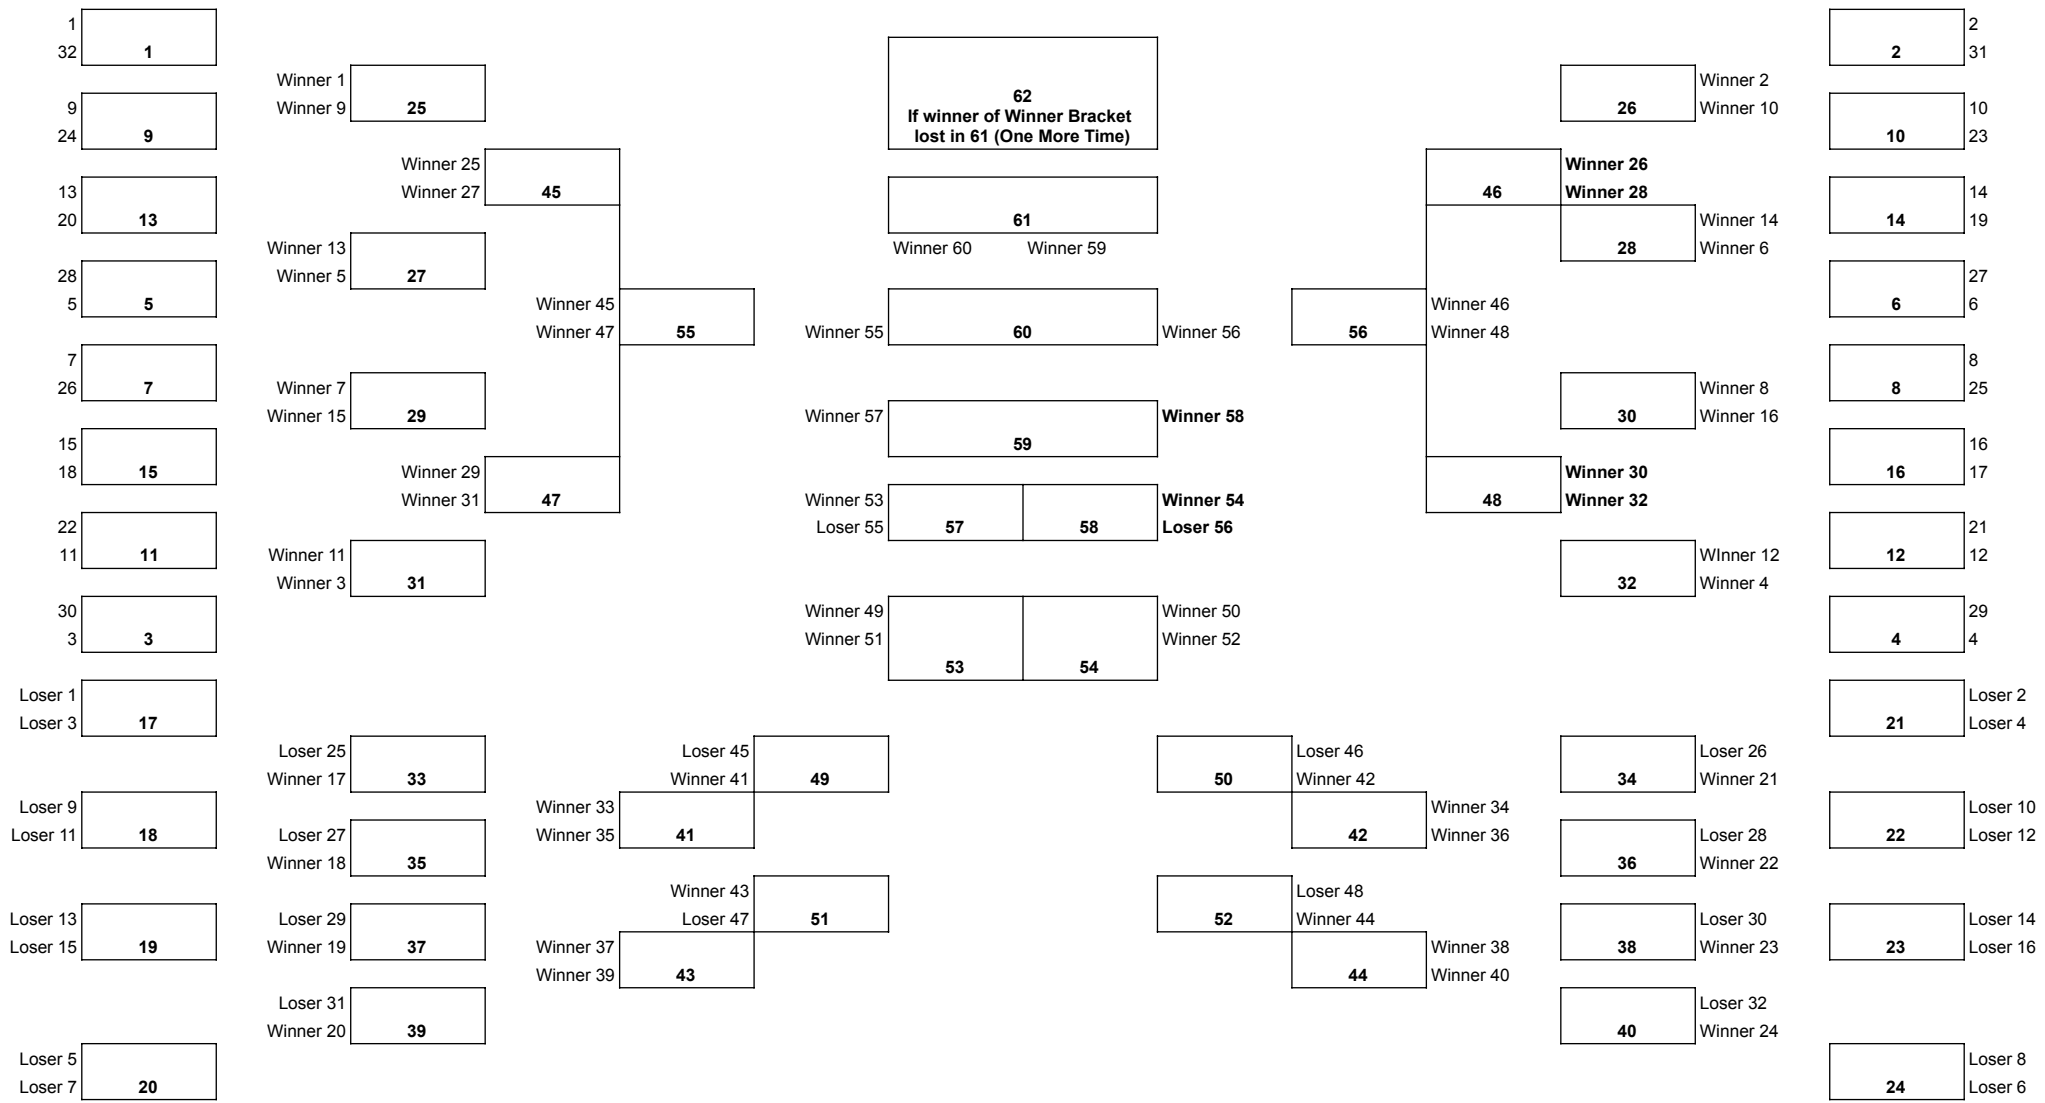 1
32
1
9
24
9
13
20
13
28
5
5
7
26
7
15
18
15
22
11
11
30
3
3
Loser 1
Loser 3
17
Loser 9
Loser 11
18
Loser 13
Loser 15
19
Loser 5
Loser 7
20
Winner 1
Winner 9
25
Winner 13
Winner 5
27
Winner 7
Winner 15
29
Winner 11
Winner 3
31
Loser 25
Winner 17
33
Loser 27
Winner 18
35
Loser 29
Winner 19
37
Loser 31
Winner 20
39
Winner 25
Winner 27
45
Winner 29
Winner 31
47
Winner 45
Winner 47
55
Winner 33
Winner 35
41
Winner 37
Winner 39
43
Loser 45
Winner 41
49
Winner 43
Loser 47
51
62
If winner of Winner Bracket
lost in 61 (One More Time)
61
Winner 60
Winner 59
Winner 55
60
Winner 56
Winner 57
59
Winner 58
Winner 53
Loser 55
57
58
Winner 54
Loser 56
Winner 49
Winner 51
53
54
Winner 50
Winner 52
50
Loser 46
Winner 42
52
Loser 48
Winner 44
42
Winner 34
Winner 36
44
Winner 38
Winner 40
56
Winner 46
Winner 48
46
Winner 26
Winner 28
48
Winner 30
Winner 32
26
Winner 2
Winner 10
28
Winner 14
Winner 6
30
Winner 8
Winner 16
32
WInner 12
Winner 4
34
Loser 26
Winner 21
36
Loser 28
Winner 22
38
Loser 30
Winner 23
40
Loser 32
Winner 24
2
2
31
10
10
23
14
14
19
6
27
6
8
8
25
16
16
17
12
21
12
4
29
4
21
Loser 2
Loser 4
22
Loser 10
Loser 12
23
Loser 14
Loser 16
24
Loser 8
Loser 6